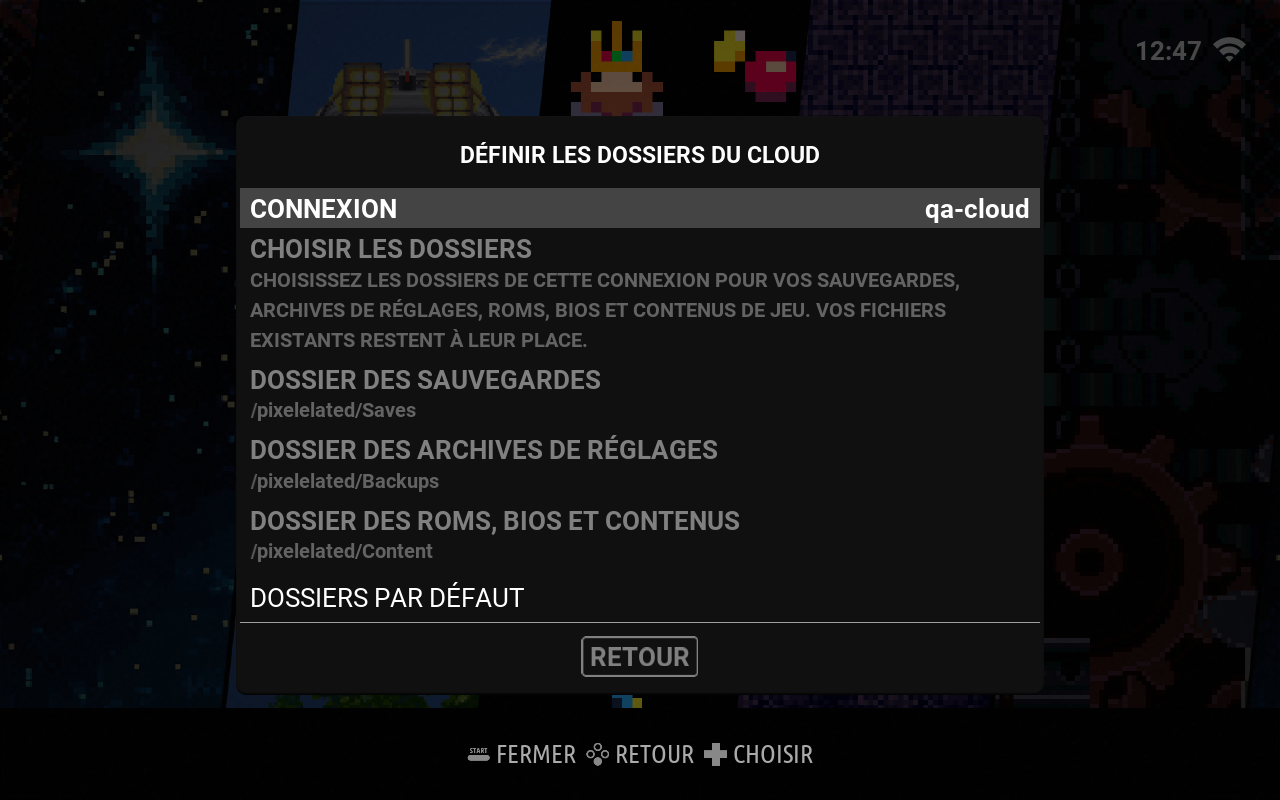 12:47
DÉFINIR LES DOSSIERS DU CLOUD
CONNEXION qa-cloud
CHOISIR LES DOSSIERS
CHOISISSEZ LES DOSSIERS DE CETTE CONNEXION POUR VOS SAUVEGARDES,
ARCHIVES DE RÉGLAGES, ROMS, BIOS ET CONTENUS DE JEU. VOS FICHIERS
EXISTANTS RESTENT À LEUR PLACE.
DOSSIER DES SAUVEGARDES
/pixelelated/Saves
DOSSIER DES ARCHIVES DE RÉGLAGES
/pixelelated/Backups
DOSSIER DES ROMS, BIOS ET CONTENUS
/pixelelated/Content
DOSSIERS PAR DÉFAUT
RETOUR
START FERMER RETOUR CHOISIR